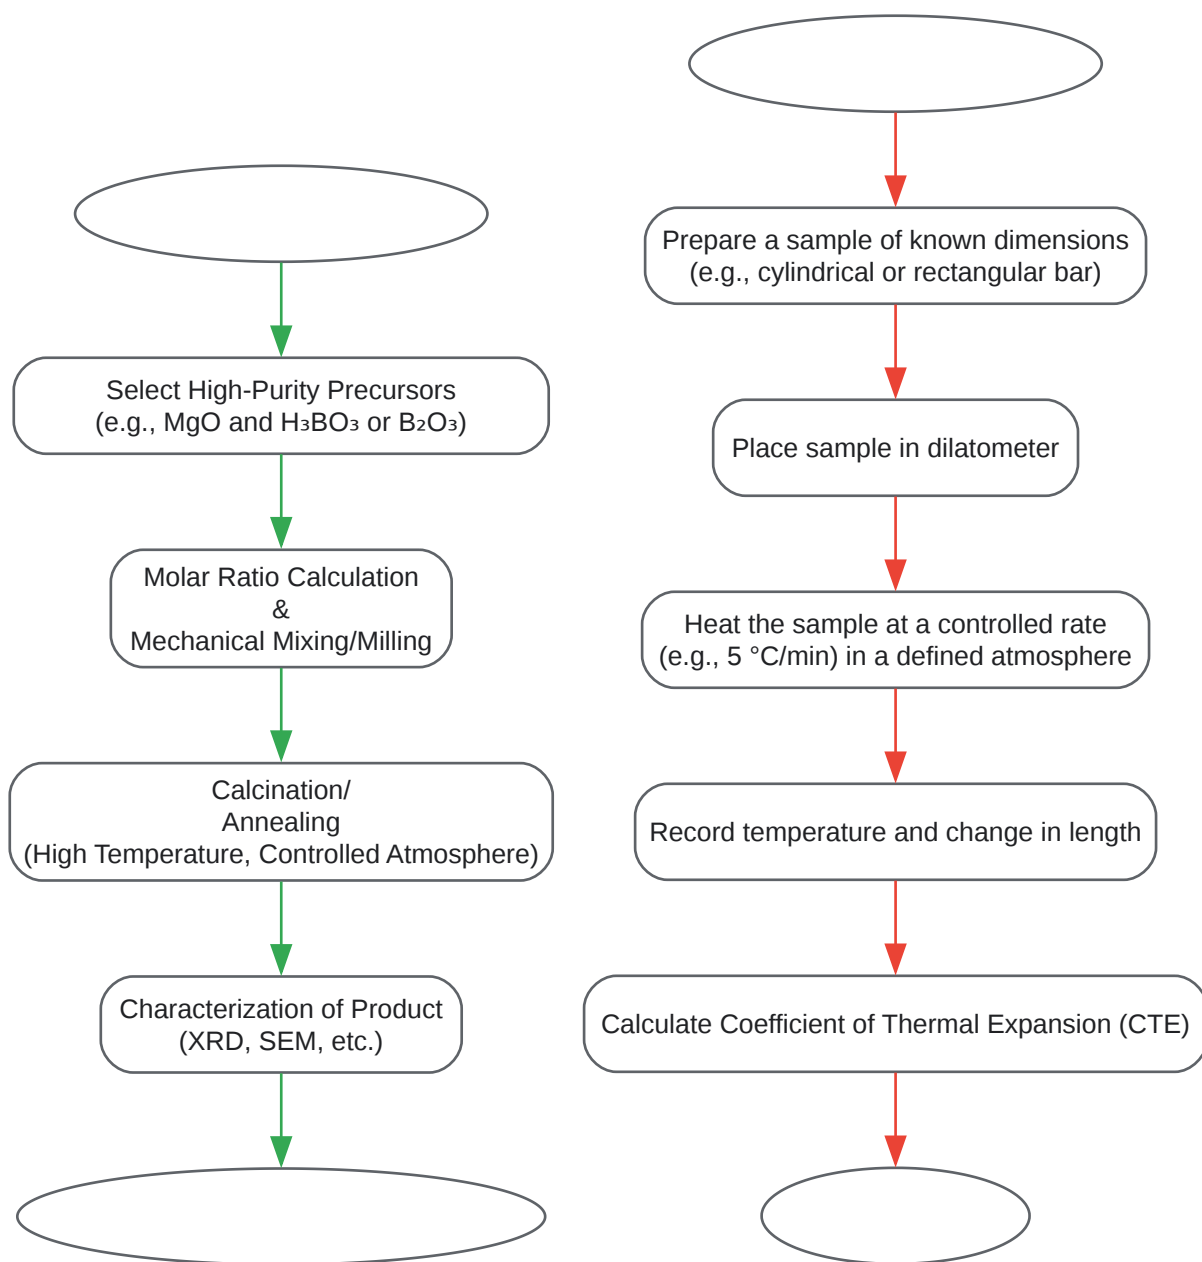 Select High-Purity Precursors
(e.g., MgO and H₃BO₃ or B₂O₃)
Molar Ratio Calculation
&
Mechanical Mixing/Milling
Calcination/
Annealing
(High Temperature, Controlled Atmosphere)
Characterization of Product
(XRD, SEM, etc.)
Prepare a sample of known dimensions
(e.g., cylindrical or rectangular bar)
Place sample in dilatometer
Heat the sample at a controlled rate
(e.g., 5 °C/min) in a defined atmosphere
Record temperature and change in length
Calculate Coefficient of Thermal Expansion (CTE)